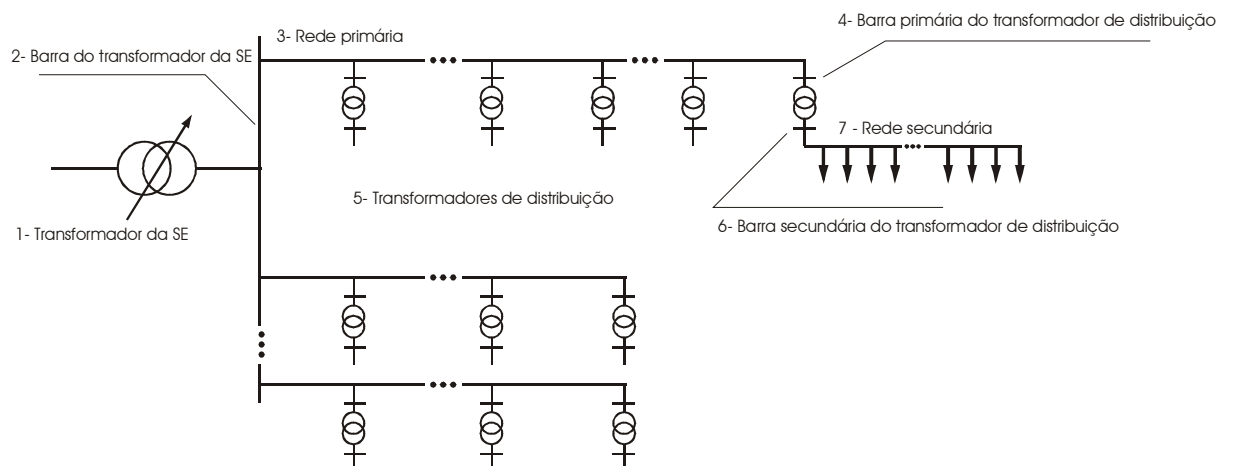 4- Barra primária do transformador de distribuição
3- Rede primária
2- Barra do transformador da SE
7 - Rede secundária
5- Transformadores de distribuição
6- Barra secundária do transformador de distribuição
1- Transformador da SE